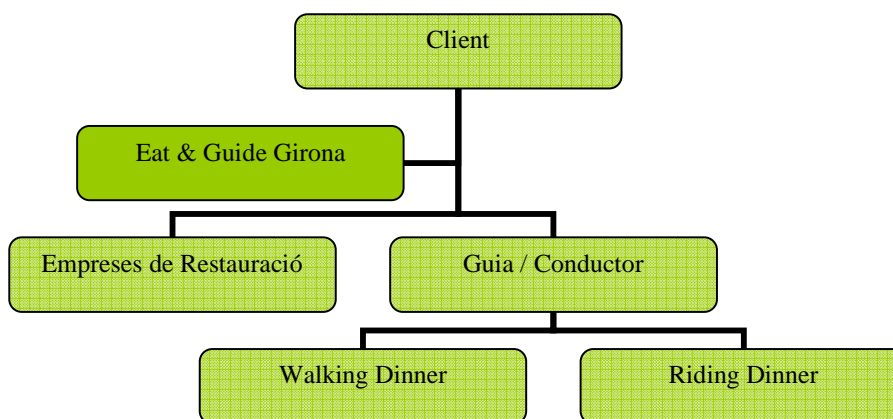 Client
Eat & Guide Girona
Empreses de Restauració
Guia / Conductor
Walking Dinner
Riding Dinner